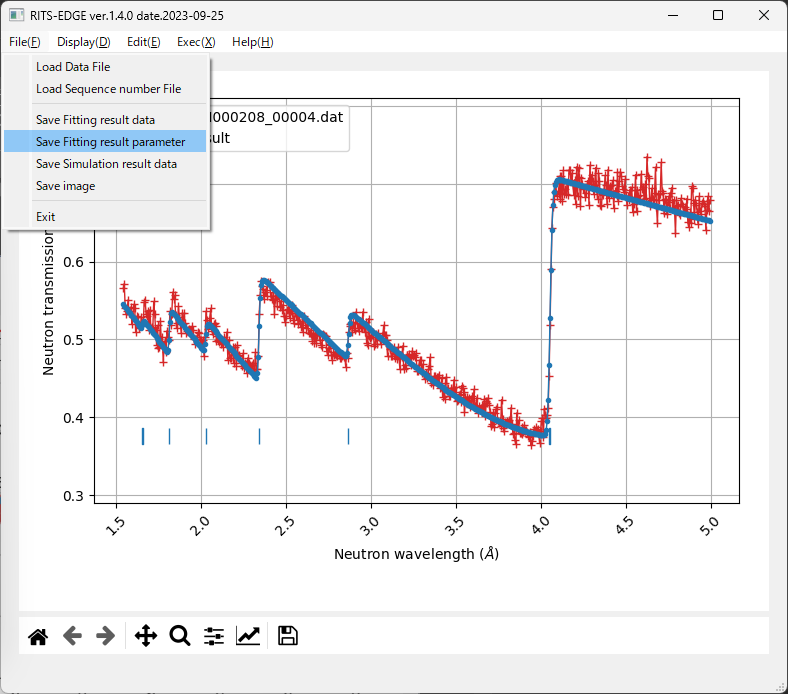 RITS-EDGE ver.1.4.0 date.2023-09-25
File(F) Display(D) Edit(E) Exec(X) Help(H)
Load Data File
Load Sequence number File
Save Fitting result data
Save Fitting result parameter
Save Simulation result data
Save image
Exit
000208_00004.dat
ult
Neutron transmission
0.6
0.5
0.4
0.3
1.5 2.0 2.5 3.0 3.5 4.0 4.5 5.0
Neutron wavelength (Å)